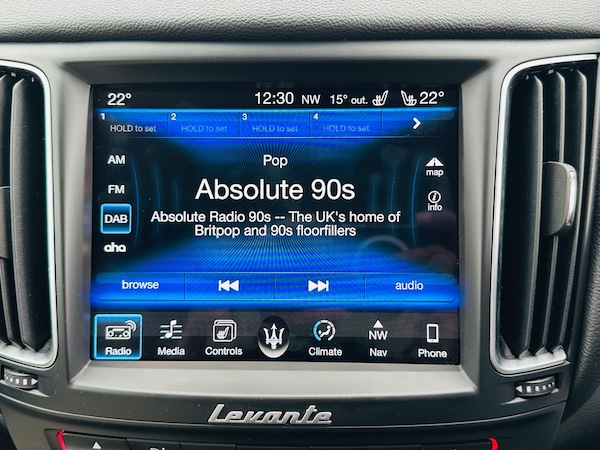 22° 12:30 NW 15° out. 22°
1 2 3 4
HOLD to set HOLD to set HOLD to set HOLD to set
AM
Pop
map
FM
Absolute 90s
info
DAB
Absolute Radio 90s -- The UK's home of
Britpop and 90s floorfillers
aha
browse audio
NW
Radio Media Controls Climate Nav Phone
Levante